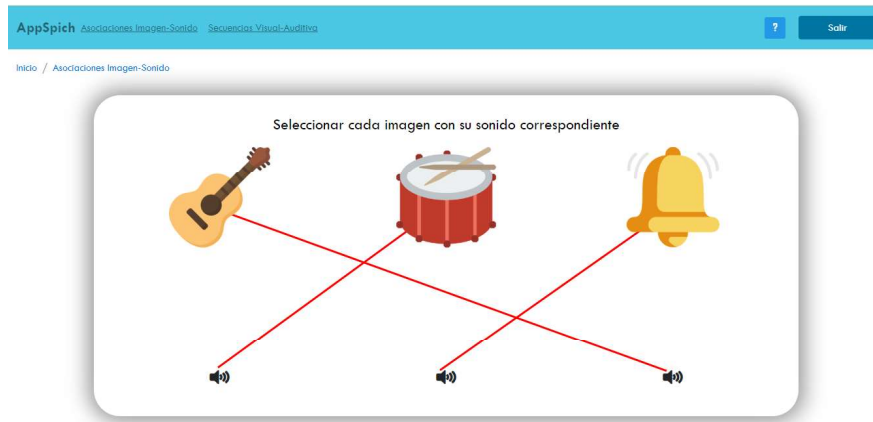 AppSpich Asociaciones Imagen-Sonido Secuencias Visual-Auditiva ? Salir
Inicio / Asociaciones Imagen-Sonido
Seleccionar cada imagen con su sonido correspondiente